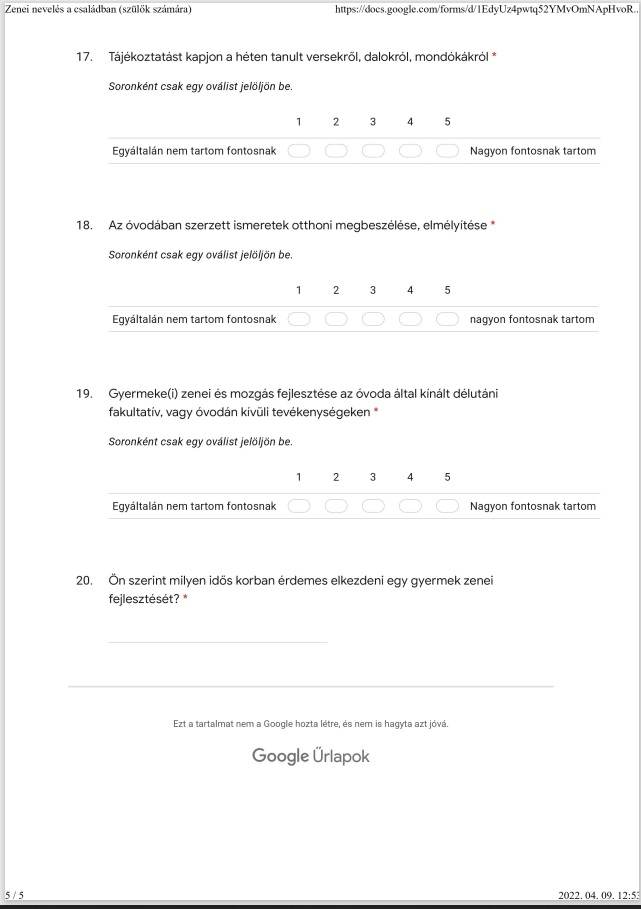 Zenei nevelés a családban (szülők számára) https://docs.google.com/forms/d/1EdyUz4pwtq52YMvOmNApHvoR...
17. Tájékoztatást kapjon a héten tanult versekről, dalokról, mondókákról *
Soronként csak egy oválist jelöljön be.
1 2 3 4 5
Egyáltalán nem tartom fontosnak Nagyon fontosnak tartom
18. Az óvodában szerzett ismeretek otthoni megbeszélése, elmélyítése *
Soronként csak egy oválist jelöljön be.
1 2 3 4 5
Egyáltalán nem tartom fontosnak nagyon fontosnak tartom
19. Gyermeke(i) zenei és mozgás fejlesztése az óvoda által kínált délutáni
fakultatív, vagy óvodán kívüli tevékenységeken *
Soronként csak egy oválist jelöljön be.
1 2 3 4 5
Egyáltalán nem tartom fontosnak Nagyon fontosnak tartom
20. Ön szerint milyen idős korban érdemes elkezdeni egy gyermek zenei
fejlesztését? *
Ezt a tartalmat nem a Google hozta létre, és nem is hagyta azt jóvá.
Google Űrlapok
5 / 5 2022. 04. 09. 12:53